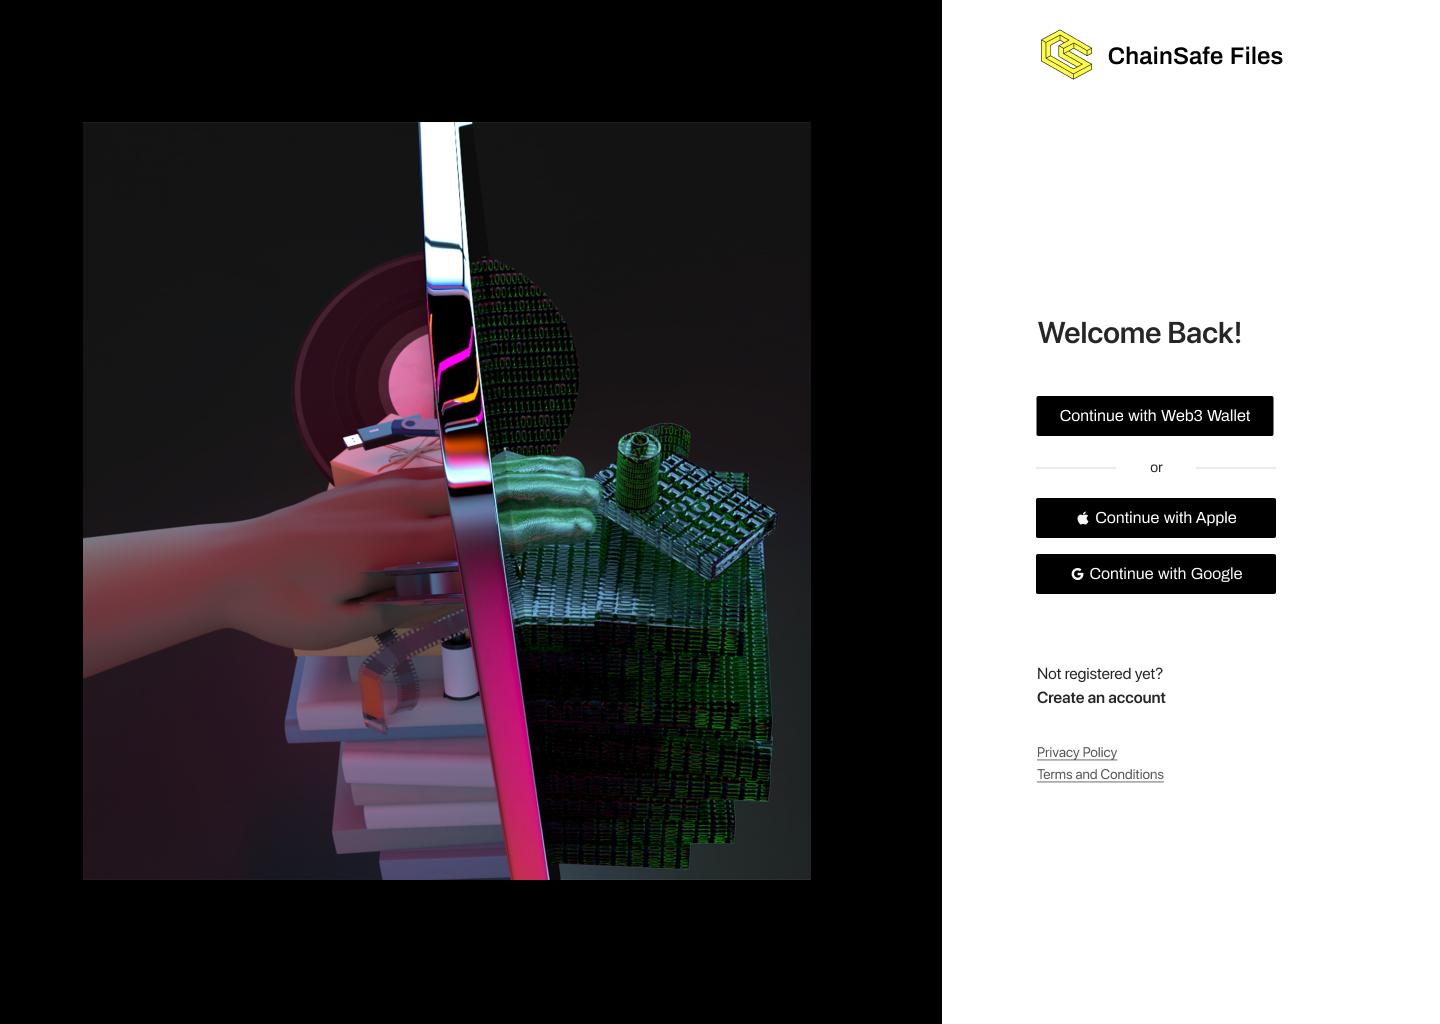 ChainSafe Files
Welcome Back!
Continue with Web3 Wallet
or
Continue with Apple
Continue with Google
Not registered yet?
Create an account
Privacy Policy
Terms and Conditions